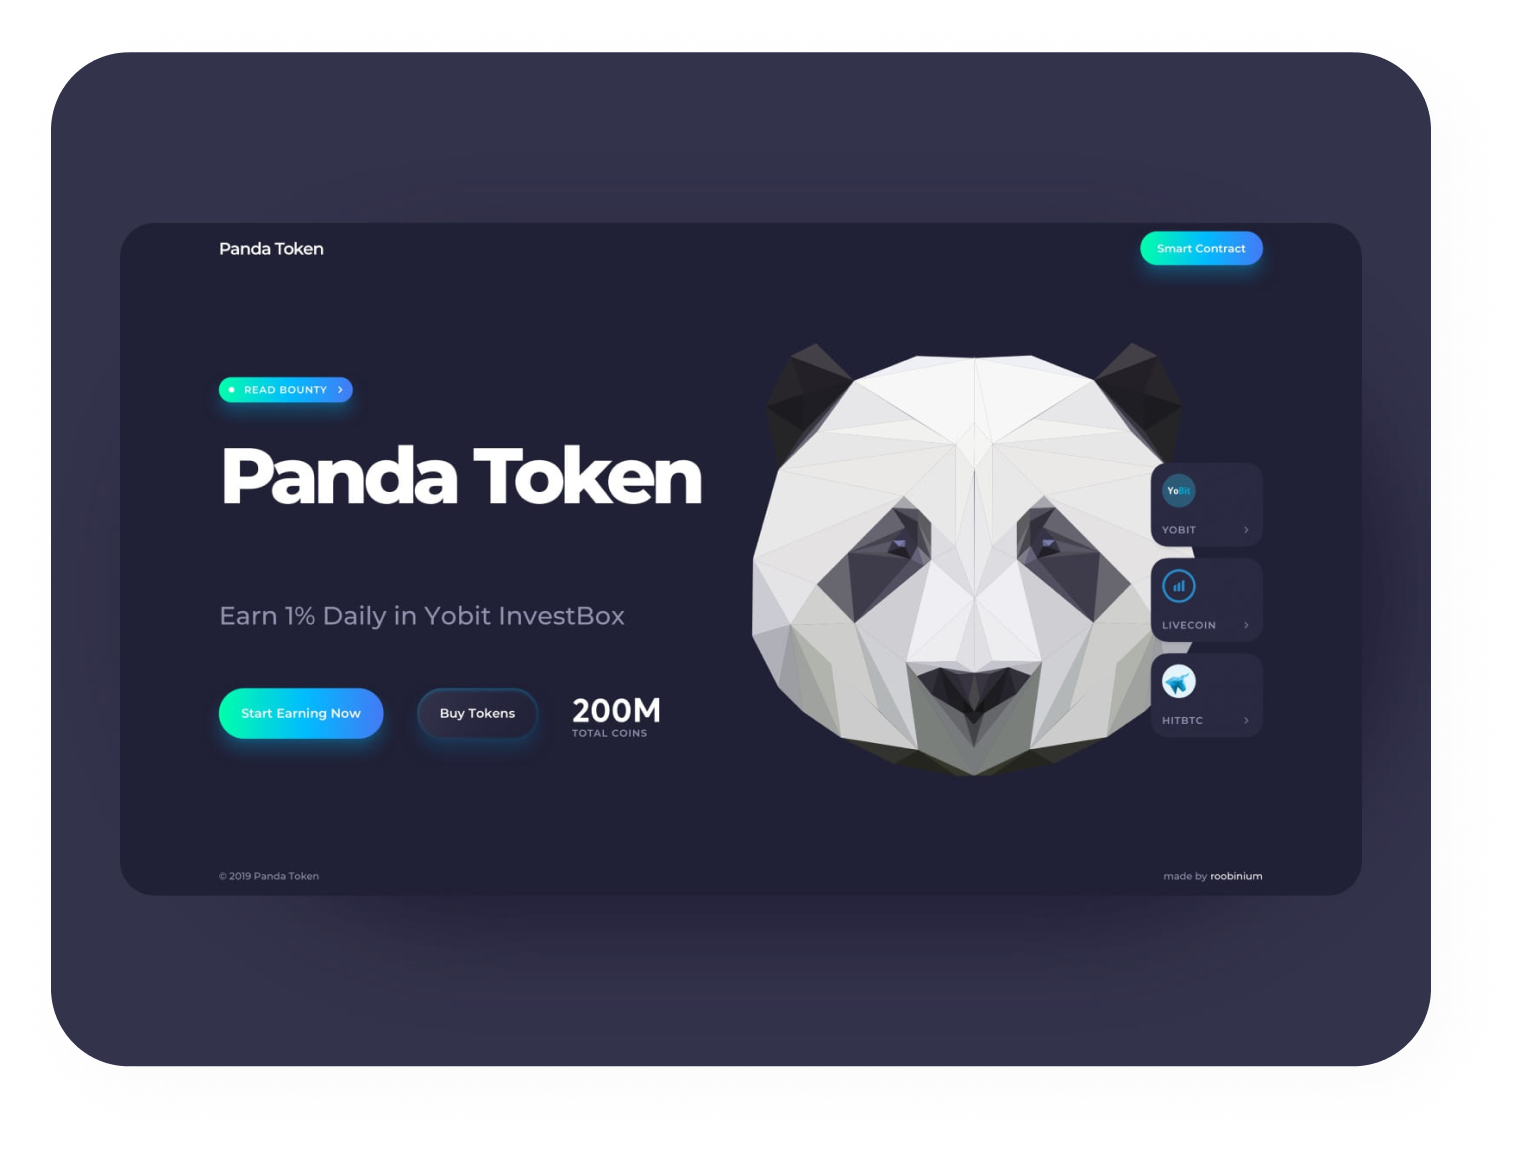 Panda Token
Smart Contract
READ BOUNTY
Panda Token
Earn 1% Daily in Yobit InvestBox
Start Earning Now
Buy Tokens
200M
TOTAL COINS
YoBit
YOBIT
LIVECOIN
HITBTC
© 2019 Panda Token
made by roobinium